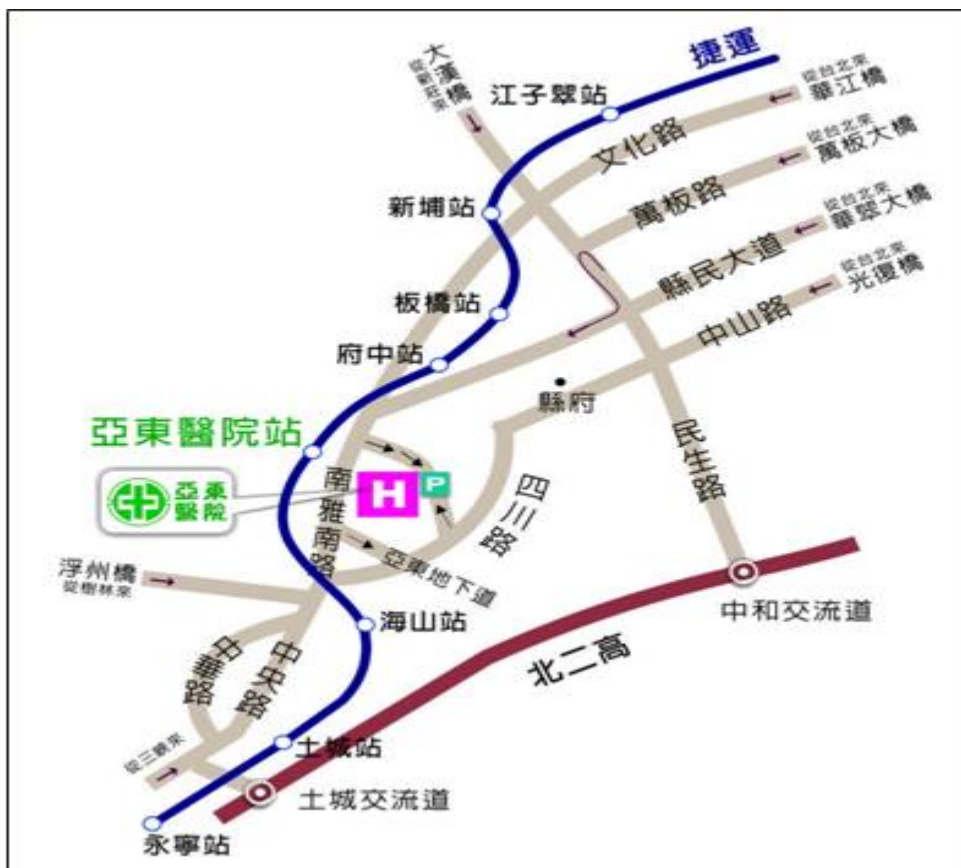 捷運
大漢橋
從新莊來
從台北來
華江橋
江子翠站
文化路
從台北來
萬板大橋
萬板路
新埔站
從台北來
華翠大橋
縣民大道
從台北來
光復橋
中山路
板橋站
府中站
縣府
亞東醫院站
民生路
南雅南路
H
P
四川路
亞東
醫院
亞東地下道
浮州橋
從樹林來
中和交流道
海山站
北二高
中華路
中央路
從三峽來
土城站
土城交流道
永寧站